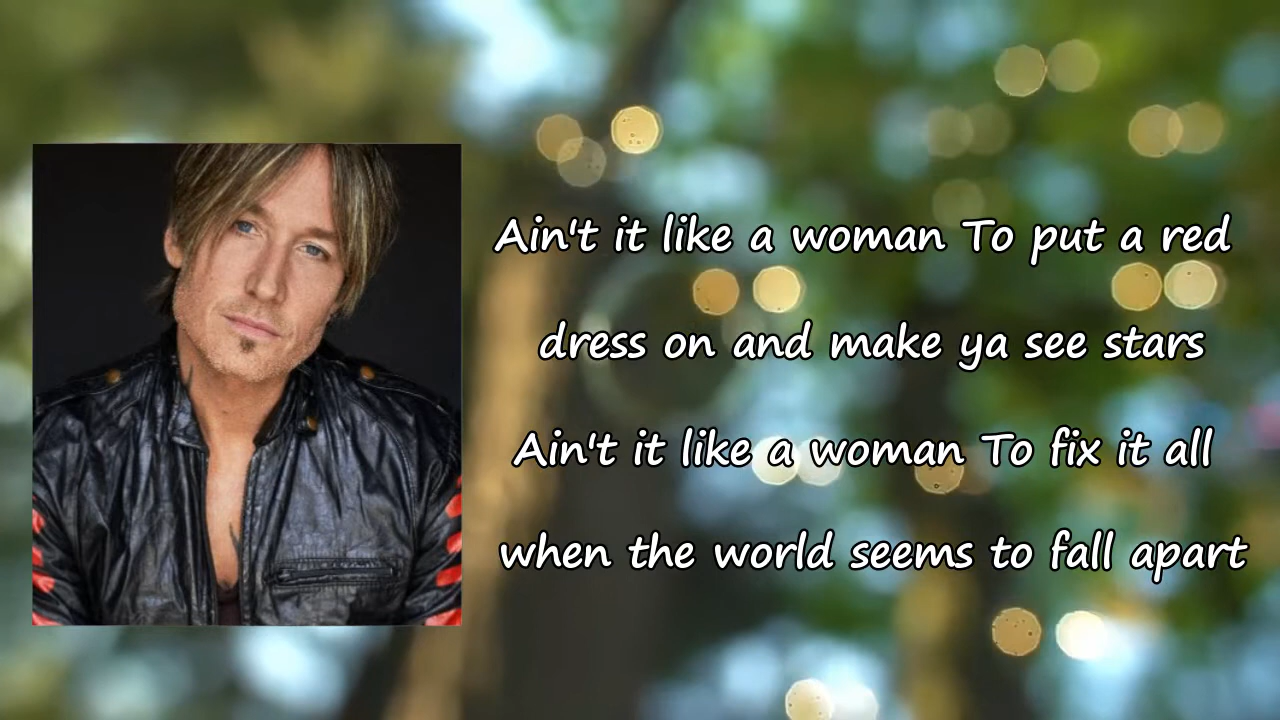 Ain't it like a woman To put a red
dress on and make ya see stars
Ain't it like a woman To fix it all
when the world seems to fall apart